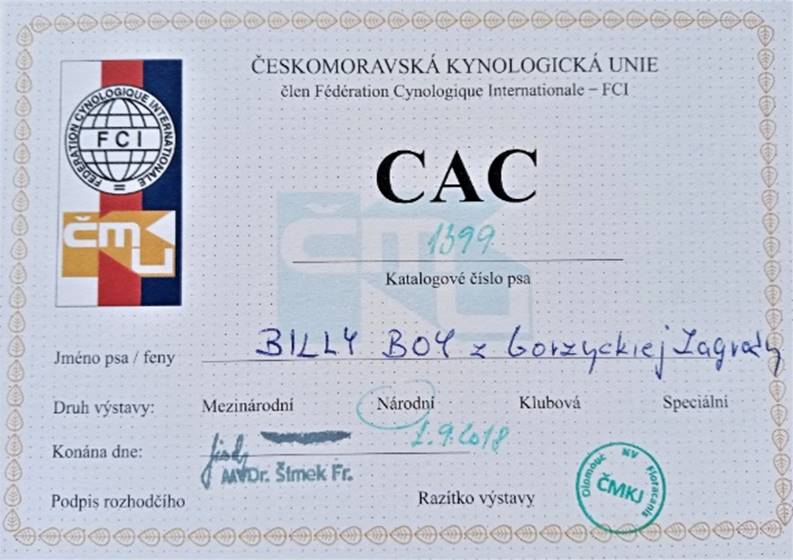 ČESKOMORAVSKÁ KYNOLOGICKÁ UNIE
člen Fédération Cynologique Internationale – FCI
FÉDÉRATION CYNOLOGIQUE INTERNATIONALE
FCI
ČMKU
CAC
1399
Katalogové číslo psa
Jméno psa / feny BILLY BOY z Gorzyckiej Zagrody
Druh výstavy: Mezinárodní Národní Klubová Speciální
Konána dne: 1.9.2018
MVDr. Šimek Fr.
Podpis rozhodčího Razítko výstavy
Olomouc NV Floracanis
ČMKJ